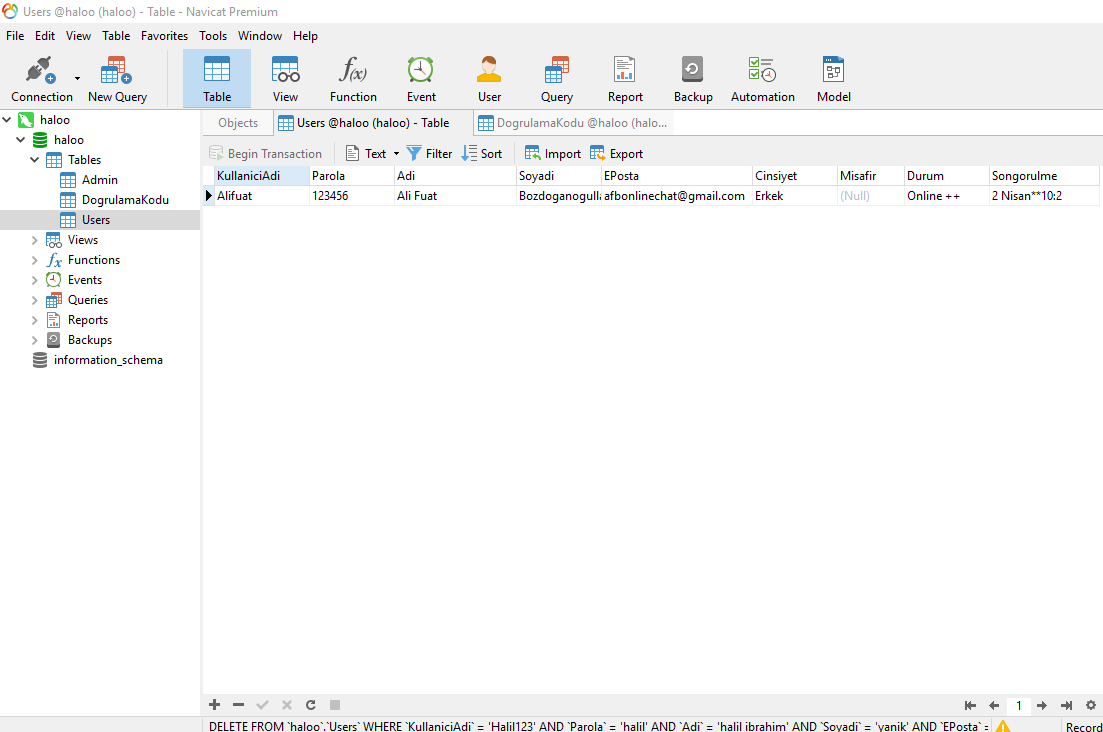 Users @haloo (haloo) - Table - Navicat Premium
File Edit View Table Favorites Tools Window Help
Connection New Query Table View Function Event User Query Report Backup Automation Model
f(x)
haloo
haloo
Tables
Admin
DogrulamaKodu
Users
Views
fx Functions
Events
Queries
Reports
Backups
information_schema
Objects Users @haloo (haloo) - Table DogrulamaKodu @haloo (halo...
Begin Transaction Text Filter Sort Import Export
KullaniciAdi Parola Adi Soyadi EPosta Cinsiyet Misafir Durum Songorulme
Alifuat 123456 Ali Fuat Bozdoganogull afbonlinechat@gmail.com Erkek (Null) Online ++ 2 Nisan**10:2
1
DELETE FROM `haloo`.`Users` WHERE `KullaniciAdi` = 'Halil123' AND `Parola` = 'halil' AND `Adi` = 'halil ibrahim' AND `Soyadi` = 'yanik' AND `EPosta` = Record